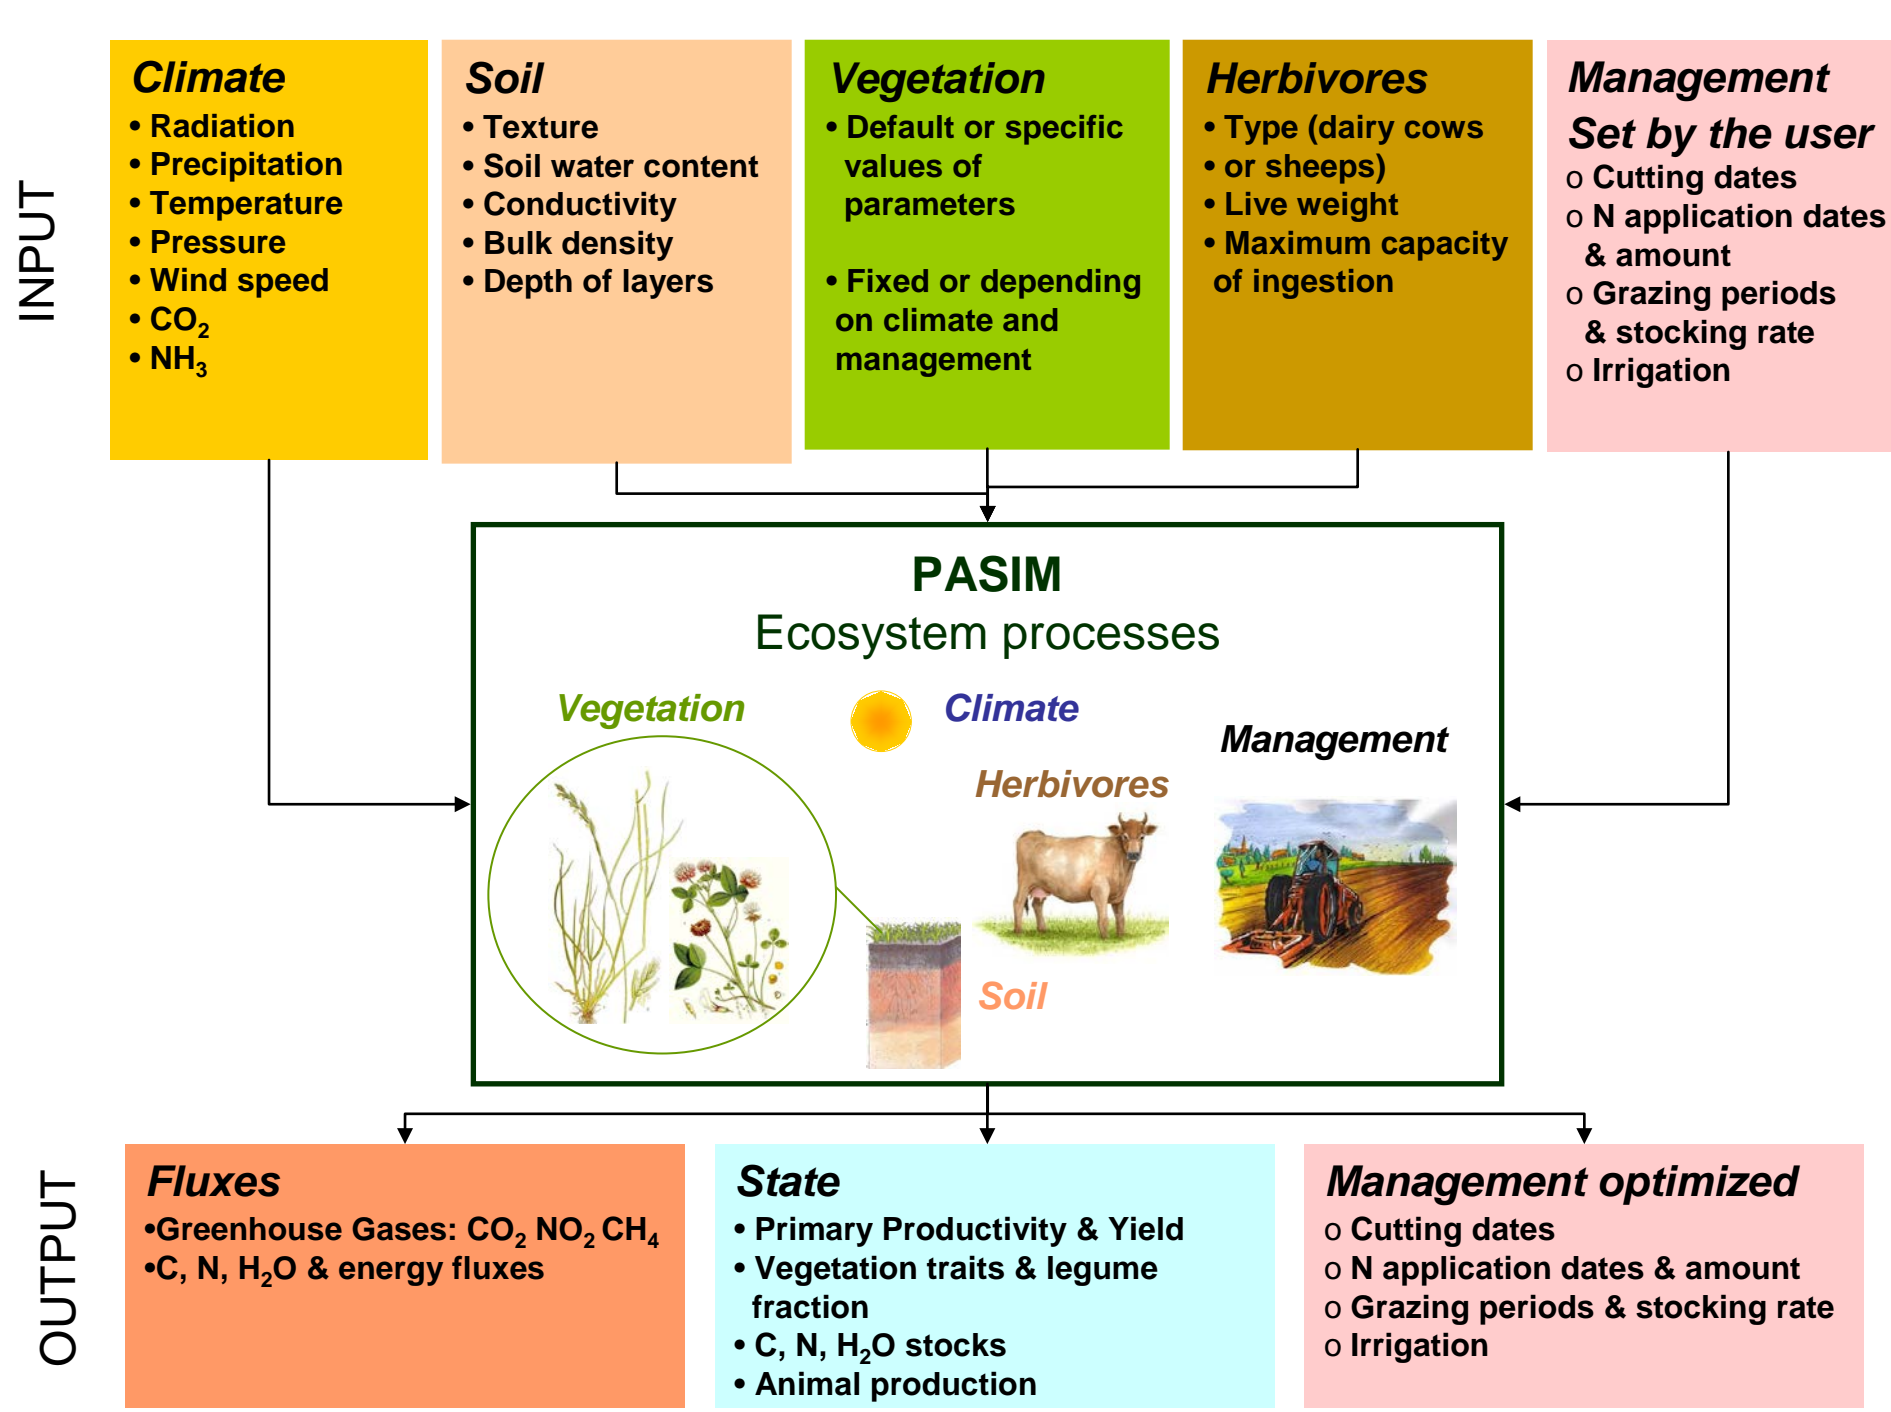 INPUT
Climate
• Radiation
• Precipitation
• Temperature
• Pressure
• Wind speed
• CO₂
• NH₃
Soil
• Texture
• Soil water content
• Conductivity
• Bulk density
• Depth of layers
Vegetation
• Default or specific
values of
parameters
• Fixed or depending
on climate and
management
Herbivores
• Type (dairy cows
• or sheeps)
• Live weight
• Maximum capacity
of ingestion
Management
Set by the user
o Cutting dates
o N application dates
& amount
o Grazing periods
& stocking rate
o Irrigation
PASIM
Ecosystem processes
Vegetation
Climate
Management
Herbivores
Soil
OUTPUT
Fluxes
•Greenhouse Gases: CO₂ NO₂ CH₄
•C, N, H₂O & energy fluxes
State
• Primary Productivity & Yield
• Vegetation traits & legume
fraction
• C, N, H₂O stocks
• Animal production
Management optimized
o Cutting dates
o N application dates & amount
o Grazing periods & stocking rate
o Irrigation